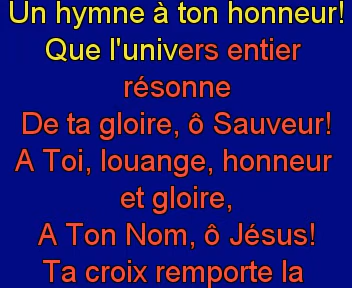 Un hymne à ton honneur!
Que l'univers entier
résonne
De ta gloire, ô Sauveur!
A Toi, louange, honneur
et gloire,
A Ton Nom, ô Jésus!
Ta croix remporte la